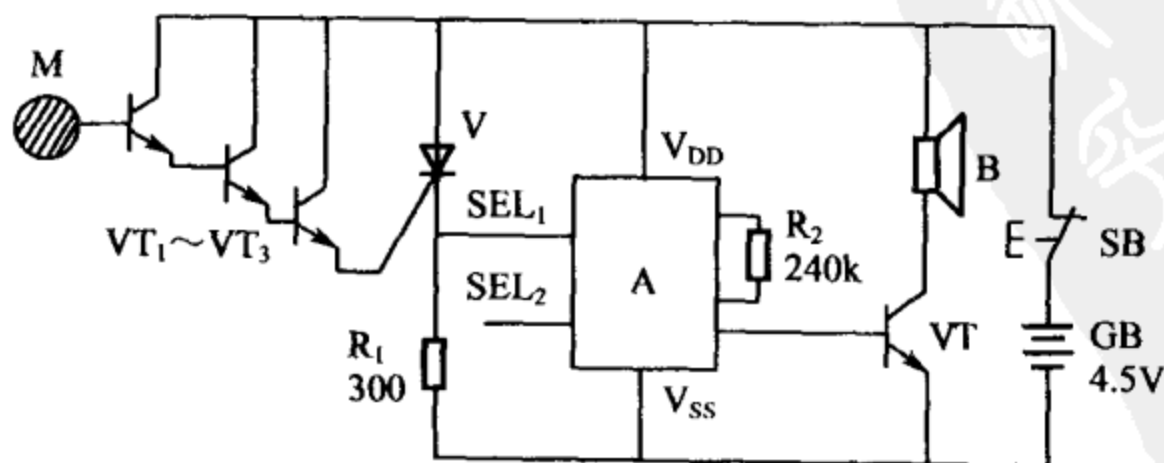 M
V
VT₁～VT₃
SEL₁
SEL₂
R₁
300
V_DD
A
V_SS
R₂
240k
B
VT
SB
GB
4.5V